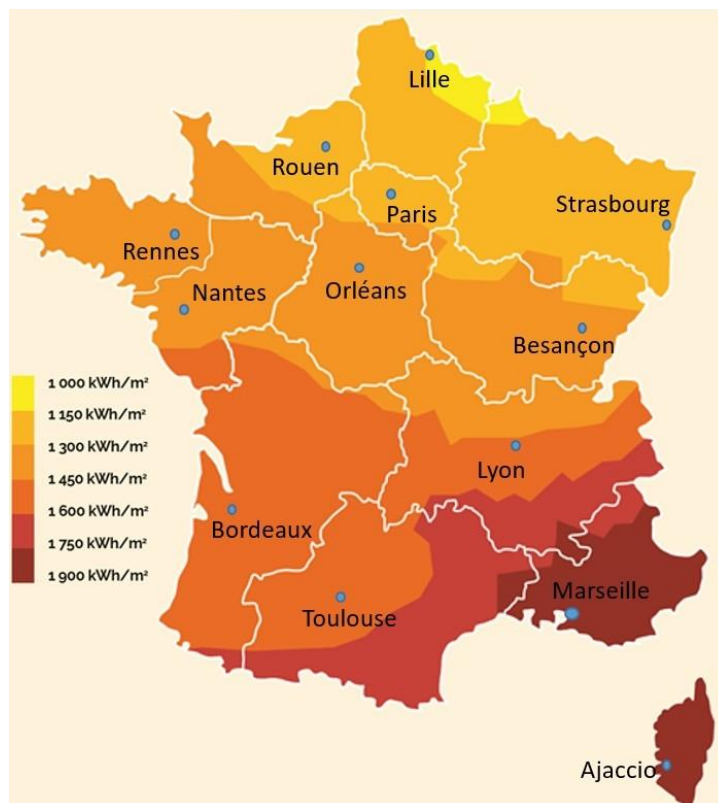 Lille
Rouen
Paris
Strasbourg
Rennes
Nantes
Orléans
Besançon
1 000 kWh/m²
1 150 kWh/m²
1 300 kWh/m²
1 450 kWh/m²
1 600 kWh/m²
1 750 kWh/m²
1 900 kWh/m²
Lyon
Bordeaux
Toulouse
Marseille
Ajaccio